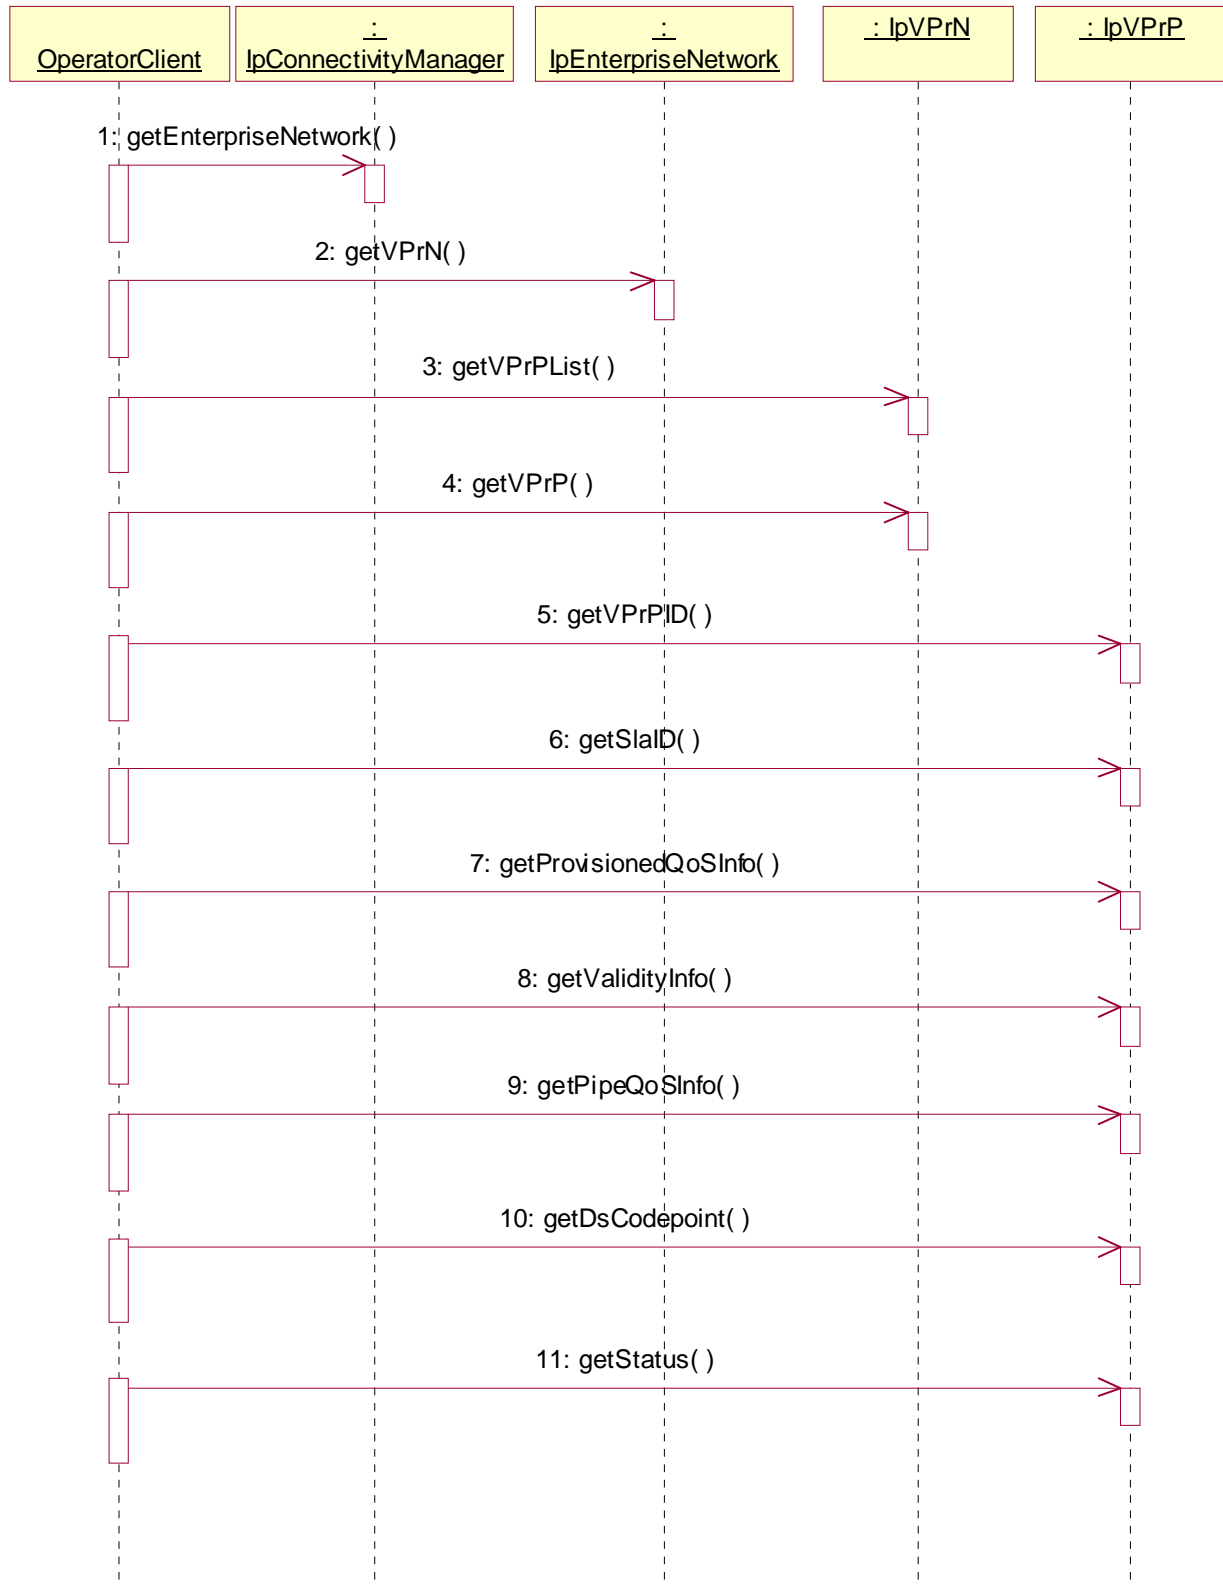 OperatorClient
:
IpConnectivityManager
:
IpEnterpriseNetwork
: IpVPrN
: IpVPrP
1: getEnterpriseNetwork( )
2: getVPrN( )
3: getVPrPList( )
4: getVPrP( )
5: getVPrPID( )
6: getSlaID( )
7: getProvisionedQoSInfo( )
8: getValidityInfo( )
9: getPipeQoSInfo( )
10: getDsCodepoint( )
11: getStatus( )